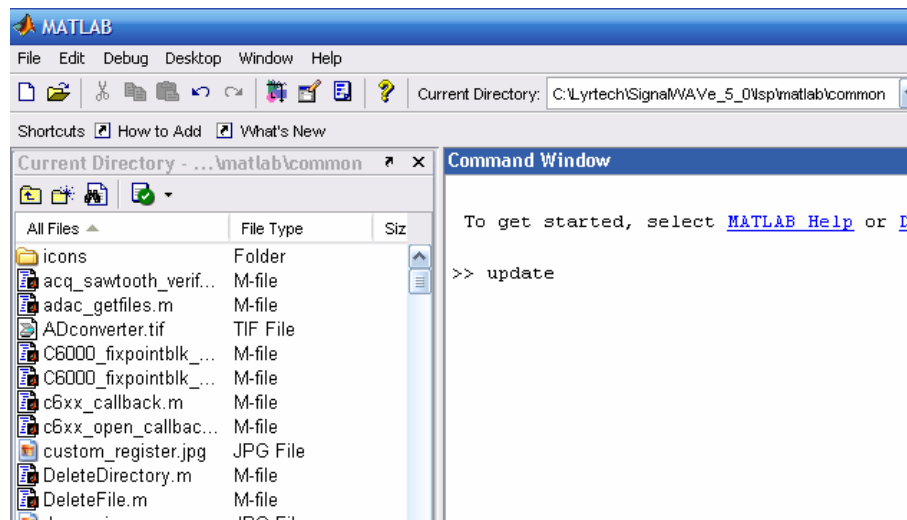 MATLAB
File Edit Debug Desktop Window Help
Current Directory: C:\Lyrtech\SignalWAVe_5_0\lsp\matlab\common
Shortcuts How to Add What's New
Current Directory - ...\matlab\common
Command Window
All Files File Type Siz
To get started, select MATLAB Help or
>> update
icons Folder
acq_sawtooth_verif... M-file
adac_getfiles.m M-file
ADconverter.tif TIF File
C6000_fixpointblk_... M-file
C6000_fixpointblk_... M-file
c6xx_callback.m M-file
c6xx_open_callbac... M-file
custom_register.jpg JPG File
DeleteDirectory.m M-file
DeleteFile.m M-file